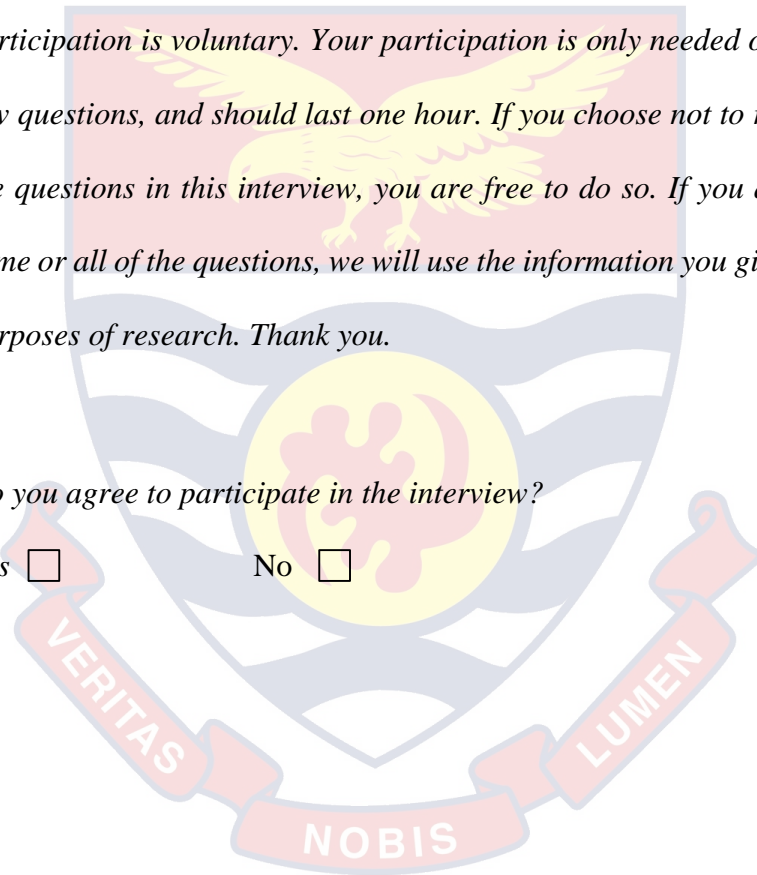 rticipation is voluntary. Your participation is only needed o
w questions, and should last one hour. If you choose not to
e questions in this interview, you are free to do so. If you
me or all of the questions, we will use the information you gi
rposes of research. Thank you.
o you agree to participate in the interview?
s No
VERITAS
NOBIS
LUMEN